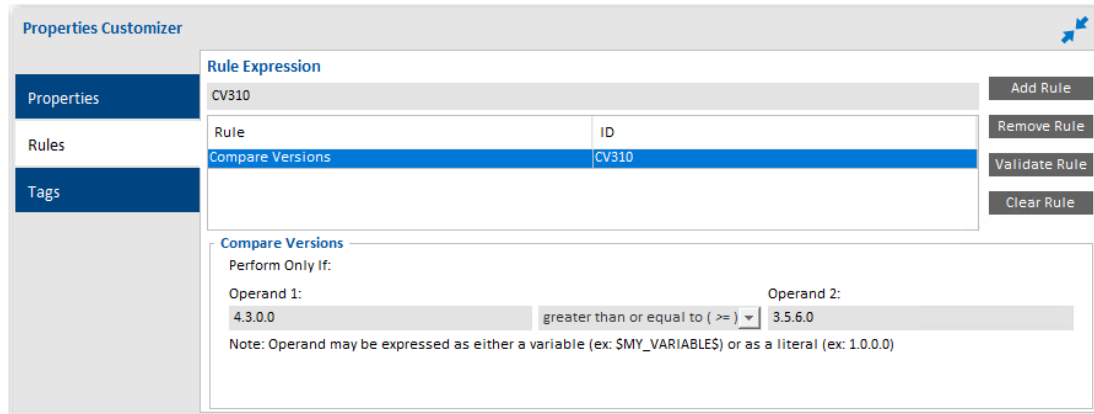 Properties Customizer
Properties
Rules
Tags
Rule Expression
CV310
Rule ID
Compare Versions CV310
Add Rule
Remove Rule
Validate Rule
Clear Rule
Compare Versions
Perform Only If:
Operand 1: Operand 2:
4.3.0.0 greater than or equal to ( >= ) 3.5.6.0
Note: Operand may be expressed as either a variable (ex: $MY_VARIABLE$) or as a literal (ex: 1.0.0.0)